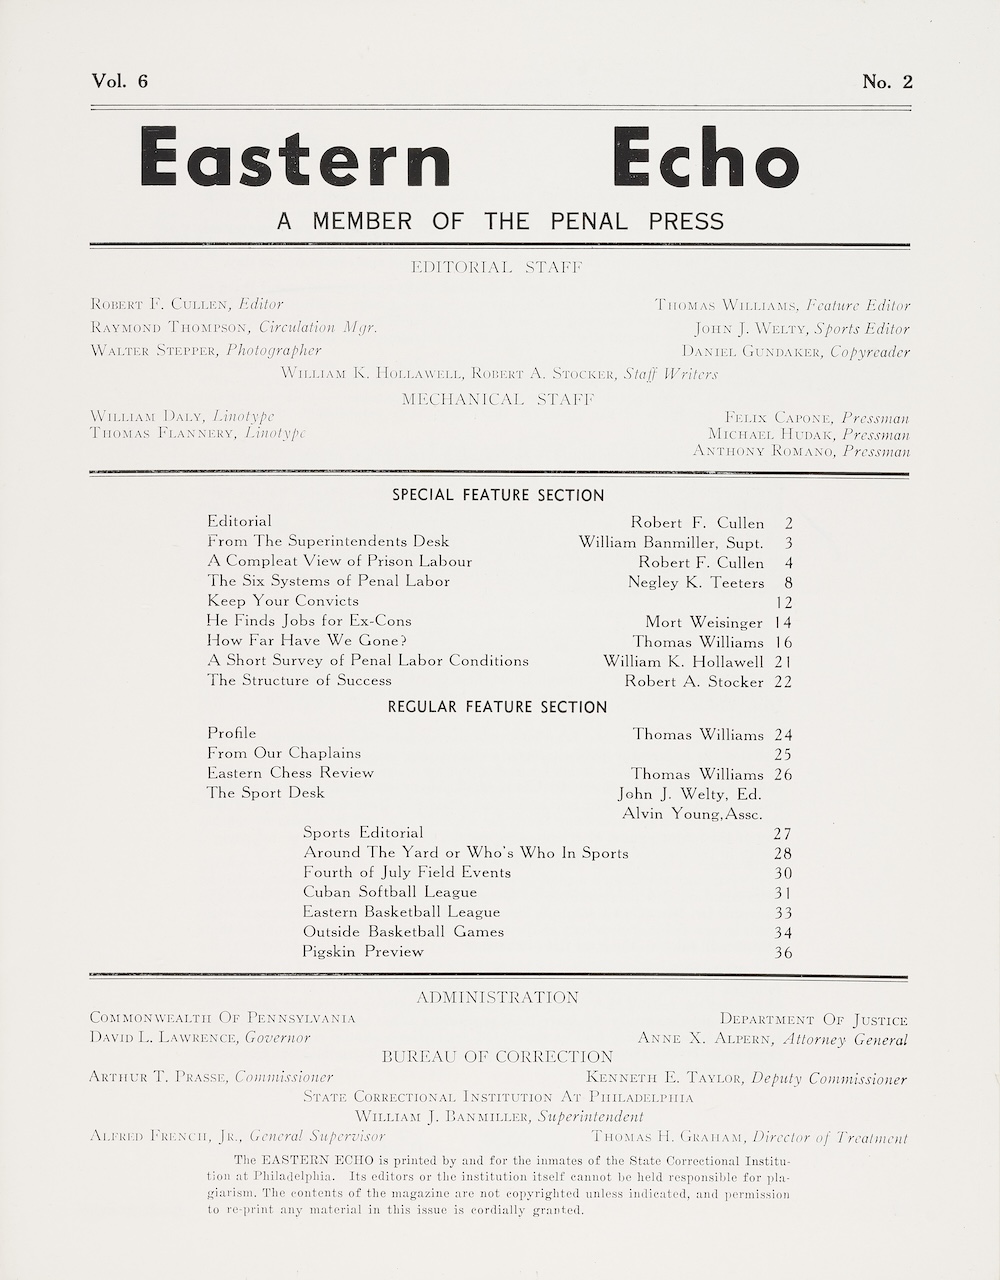 Vol. 6 No. 2
Eastern Echo
A MEMBER OF THE PENAL PRESS
EDITORIAL STAFF
ROBERT F. CULLEN, Editor THOMAS WILLIAMS, Feature Editor
RAYMOND THOMPSON, Circulation Mgr. JOHN J. WELTY, Sports Editor
WALTER STEPPER, Photographer DANIEL GUNDAKER, Copyreader
WILLIAM K. HOLLAWELL, ROBERT A. STOCKER, Staff Writers
MECHANICAL STAFF
WILLIAM DALY, Linotype FELIX CAPONE, Pressman
THOMAS FLANNERY, Linotype MICHAEL HUDAK, Pressman
ANTHONY ROMANO, Pressman
SPECIAL FEATURE SECTION
Editorial Robert F. Cullen 2
From The Superintendents Desk William Banmiller, Supt. 3
A Compleat View of Prison Labour Robert F. Cullen 4
The Six Systems of Penal Labor Negley K. Teeters 8
Keep Your Convicts 12
He Finds Jobs for Ex-Cons Mort Weisinger 14
How Far Have We Gone? Thomas Williams 16
A Short Survey of Penal Labor Conditions William K. Hollawell 21
The Structure of Success Robert A. Stocker 22
REGULAR FEATURE SECTION
Profile Thomas Williams 24
From Our Chaplains 25
Eastern Chess Review Thomas Williams 26
The Sport Desk John J. Welty, Ed.
Alvin Young,Assc.
Sports Editorial 27
Around The Yard or Who's Who In Sports 28
Fourth of July Field Events 30
Cuban Softball League 31
Eastern Basketball League 33
Outside Basketball Games 34
Pigskin Preview 36
ADMINISTRATION
COMMONWEALTH OF PENNSYLVANIA DEPARTMENT OF JUSTICE
DAVID L. LAWRENCE, Governor ANNE X. ALPERN, Attorney General
BUREAU OF CORRECTION
ARTHUR T. PRASSE, Commissioner KENNETH E. TAYLOR, Deputy Commissioner
STATE CORRECTIONAL INSTITUTION AT PHILADELPHIA
WILLIAM J. BANMILLER, Superintendent
ALFRED FRENCH, JR., General Supervisor THOMAS H. GRAHAM, Director of Treatment
The EASTERN ECHO is printed by and for the inmates of the State Correctional Institu-
tion at Philadelphia. Its editors or the institution itself cannot be held responsible for pla-
giarism. The contents of the magazine are not copyrighted unless indicated, and permission
to re-print any material in this issue is cordially granted.